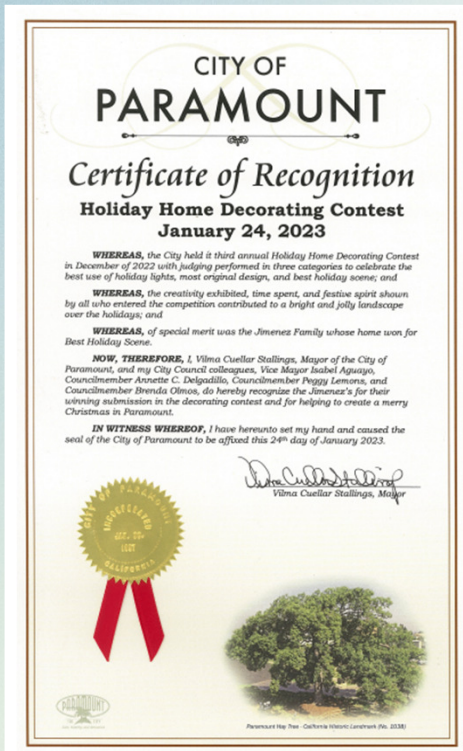 CITY OF
PARAMOUNT
Certificate of Recognition
Holiday Home Decorating Contest
January 24, 2023
WHEREAS, the City held it third annual Holiday Home Decorating Contest
in December of 2022 with judging performed in three categories to celebrate the
best use of holiday lights, most original design, and best holiday scene; and
WHEREAS, the creativity exhibited, time spent, and festive spirit shown
by all who entered the competition contributed to a bright and jolly landscape
over the holidays; and
WHEREAS, of special merit was the Jimenez Family whose home won for
Best Holiday Scene.
NOW, THEREFORE, I, Vilma Cuellar Stallings, Mayor of the City of
Paramount, and my City Council colleagues, Vice Mayor Isabel Aguayo,
Councilmember Annette C. Delgadillo, Councilmember Peggy Lemons, and
Councilmember Brenda Olmos, do hereby recognize the Jimenez's for their
winning submission in the decorating contest and for helping to create a merry
Christmas in Paramount.
IN WITNESS WHEREOF, I have hereunto set my hand and caused the
seal of the City of Paramount to be affixed this 24th day of January 2023.
Vilma Cuellar Stallings
Vilma Cuellar Stallings, Mayor
CITY OF PARAMOUNT
INCORPORATED
1957
CALIFORNIA
PARAMOUNT
Paramount Hay Tree - California Historic Landmark (No. 1038)